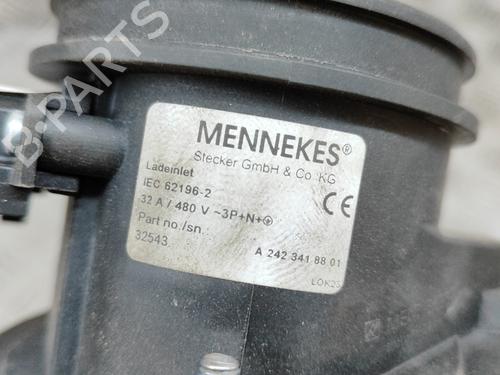 B-PARTS
MENNEKES®
Stecker GmbH & Co. KG
Ladeinlet
IEC 62196-2
32 A / 480 V ~3P+N+⏚
Part no./sn.
32543
A 242 341 88 01